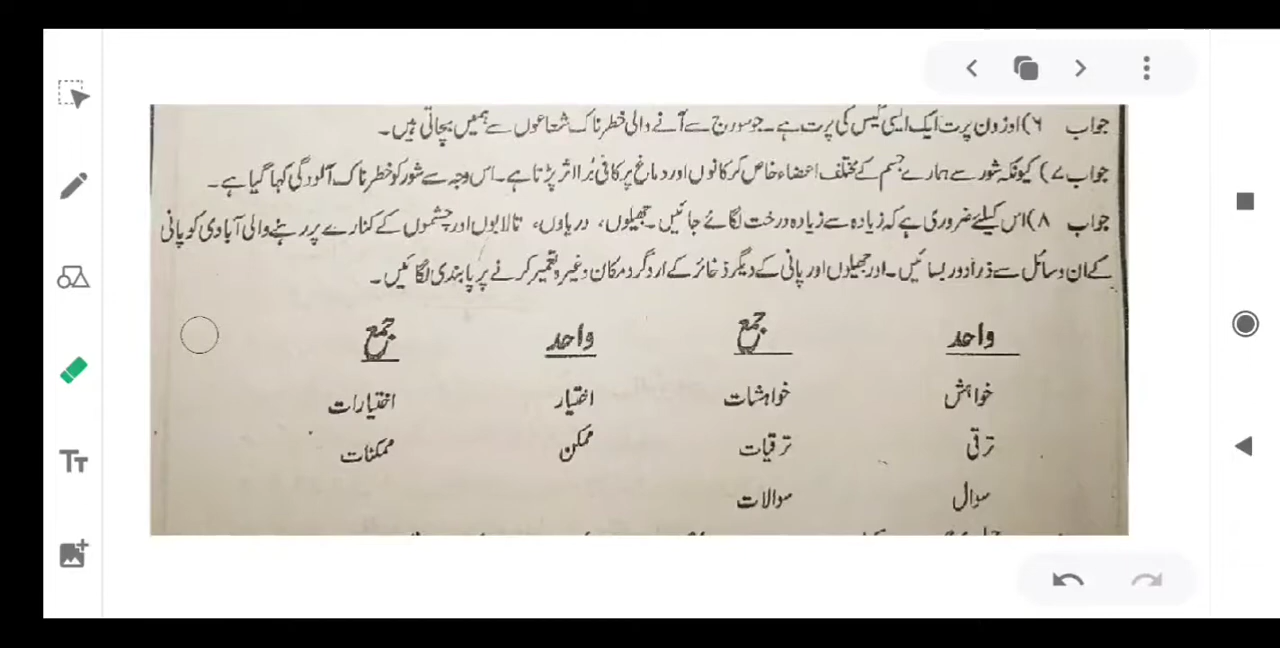 جواب ۶) اوزون پرت ایک ایسی گیس کی پرت ہے۔ جو سورج سے آنے والی خطرناک شعاعوں سے ہمیں بچاتی ہیں۔
جواب ۷) کیونکہ شور سے ہمارے جسم کے مختلف اعضاء خاص کر کانوں اور دماغ پر کافی بُرا اثر پڑتا ہے۔ اس وجہ سے شور کو خطرناک آلودگی کہا گیا ہے۔
جواب ۸) اس کیلئے ضروری ہے کہ زیادہ سے زیادہ درخت لگائے جائیں۔ جھیلوں، دریاوں، تالابوں اور چشموں کے کنارے پر رہنے والی آبادی کو پانی
کے ان وسائل سے ذرا دور بسائیں۔ اور جھیلوں اور پانی کے دیگر ذخائر کے اردگرد مکان وغیرہ تعمیر کرنے پر پابندی لگائیں۔
واحد جمع واحد جمع
خواہش خواہشات اختیار اختیارات
ترقی ترقیات ممکن ممکنات
سوال سوالات
Tт